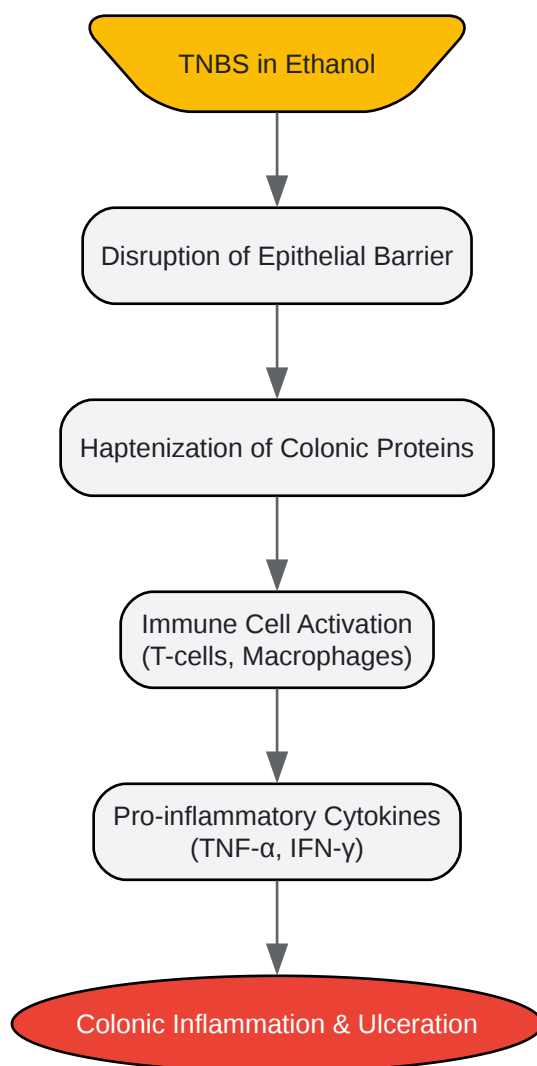 TNBS in Ethanol
Disruption of Epithelial Barrier
Haptenization of Colonic Proteins
Immune Cell Activation
(T-cells, Macrophages)
Pro-inflammatory Cytokines
(TNF-α, IFN-γ)
Colonic Inflammation & Ulceration